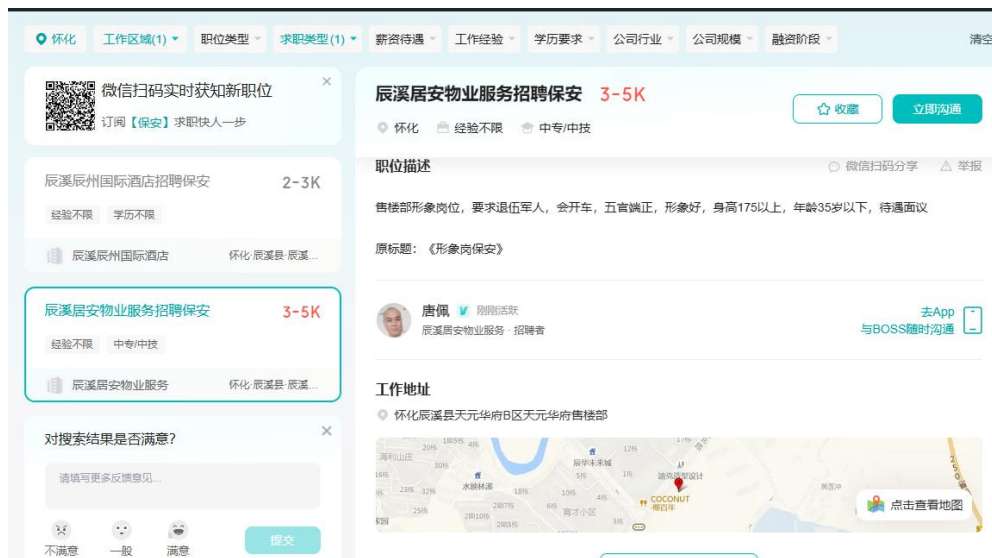 怀化 工作区域(1) 职位类型 求职类型(1) 薪资待遇 工作经验 学历要求 公司行业 公司规模 融资阶段 清空
微信扫码实时获知新职位
订阅【保安】求职快人一步
辰溪辰州国际酒店招聘保安 2-3K
经验不限 学历不限
辰溪辰州国际酒店 怀化·辰溪县·辰溪...
辰溪居安物业服务招聘保安 3-5K
经验不限 中专/中技
辰溪居安物业服务 怀化·辰溪县·辰溪...
对搜索结果是否满意?
请填写更多反馈意见...
不满意 一般 满意
提交
辰溪居安物业服务招聘保安 3-5K
怀化 经验不限 中专/中技
收藏 立即沟通
职位描述
微信扫码分享 举报
售楼部形象岗位，要求退伍军人，会开车，五官端正，形象好，身高175以上，年龄35岁以下，待遇面议
原标题：《形象岗保安》
唐佩 刚刚活跃
辰溪居安物业服务 · 招聘者
去App
与BOSS随时沟通
工作地址
怀化辰溪县天元华府B区天元华府售楼部
辰华未来城
水映林溪
COCONUT
椰百年
点击查看地图